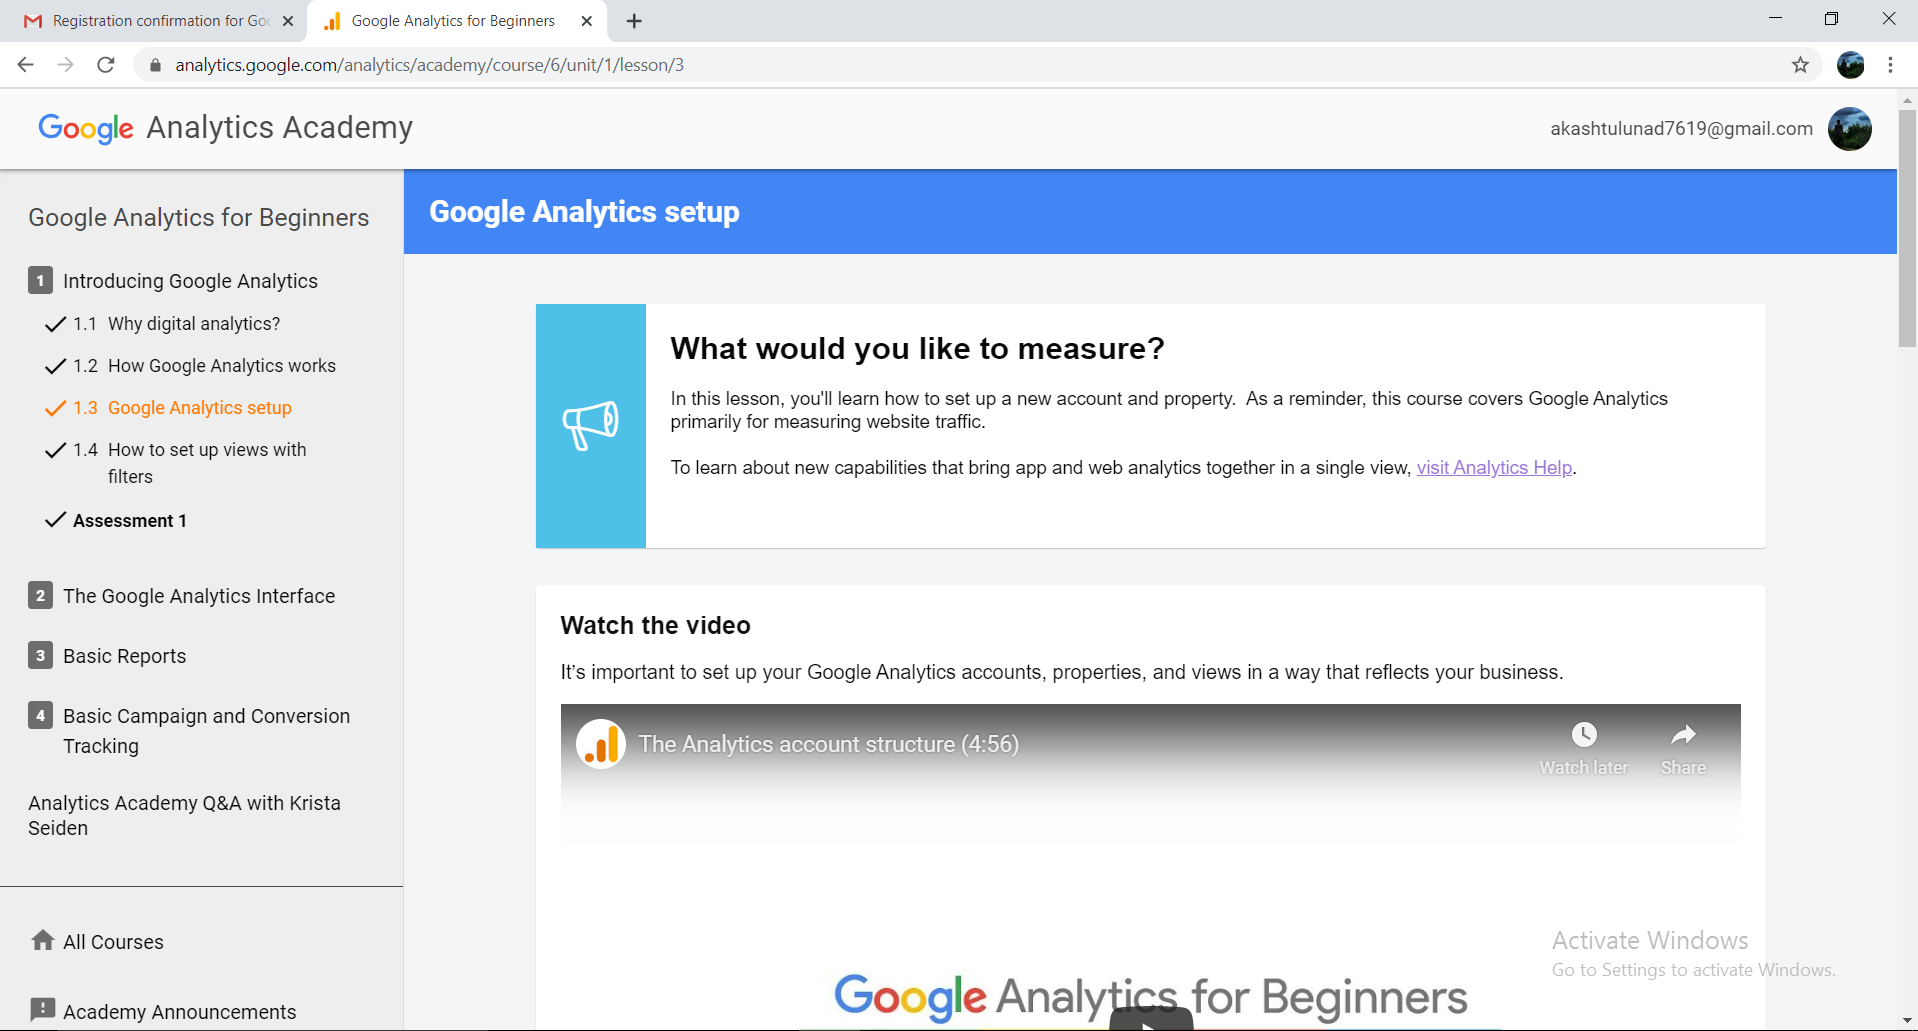 Registration confirmation for Goo
Google Analytics for Beginners
analytics.google.com/analytics/academy/course/6/unit/1/lesson/3
Google Analytics Academy
akashtulunad7619@gmail.com
Google Analytics for Beginners
1 Introducing Google Analytics
1.1 Why digital analytics?
1.2 How Google Analytics works
1.3 Google Analytics setup
1.4 How to set up views with
filters
Assessment 1
2 The Google Analytics Interface
3 Basic Reports
4 Basic Campaign and Conversion
Tracking
Analytics Academy Q&A with Krista
Seiden
All Courses
Academy Announcements
Google Analytics setup
What would you like to measure?
In this lesson, you'll learn how to set up a new account and property.  As a reminder, this course covers Google Analytics
primarily for measuring website traffic.
To learn about new capabilities that bring app and web analytics together in a single view, visit Analytics Help.
Watch the video
It’s important to set up your Google Analytics accounts, properties, and views in a way that reflects your business.
The Analytics account structure (4:56)
Watch later
Share
Google Analytics for Beginners
Activate Windows
Go to Settings to activate Windows.